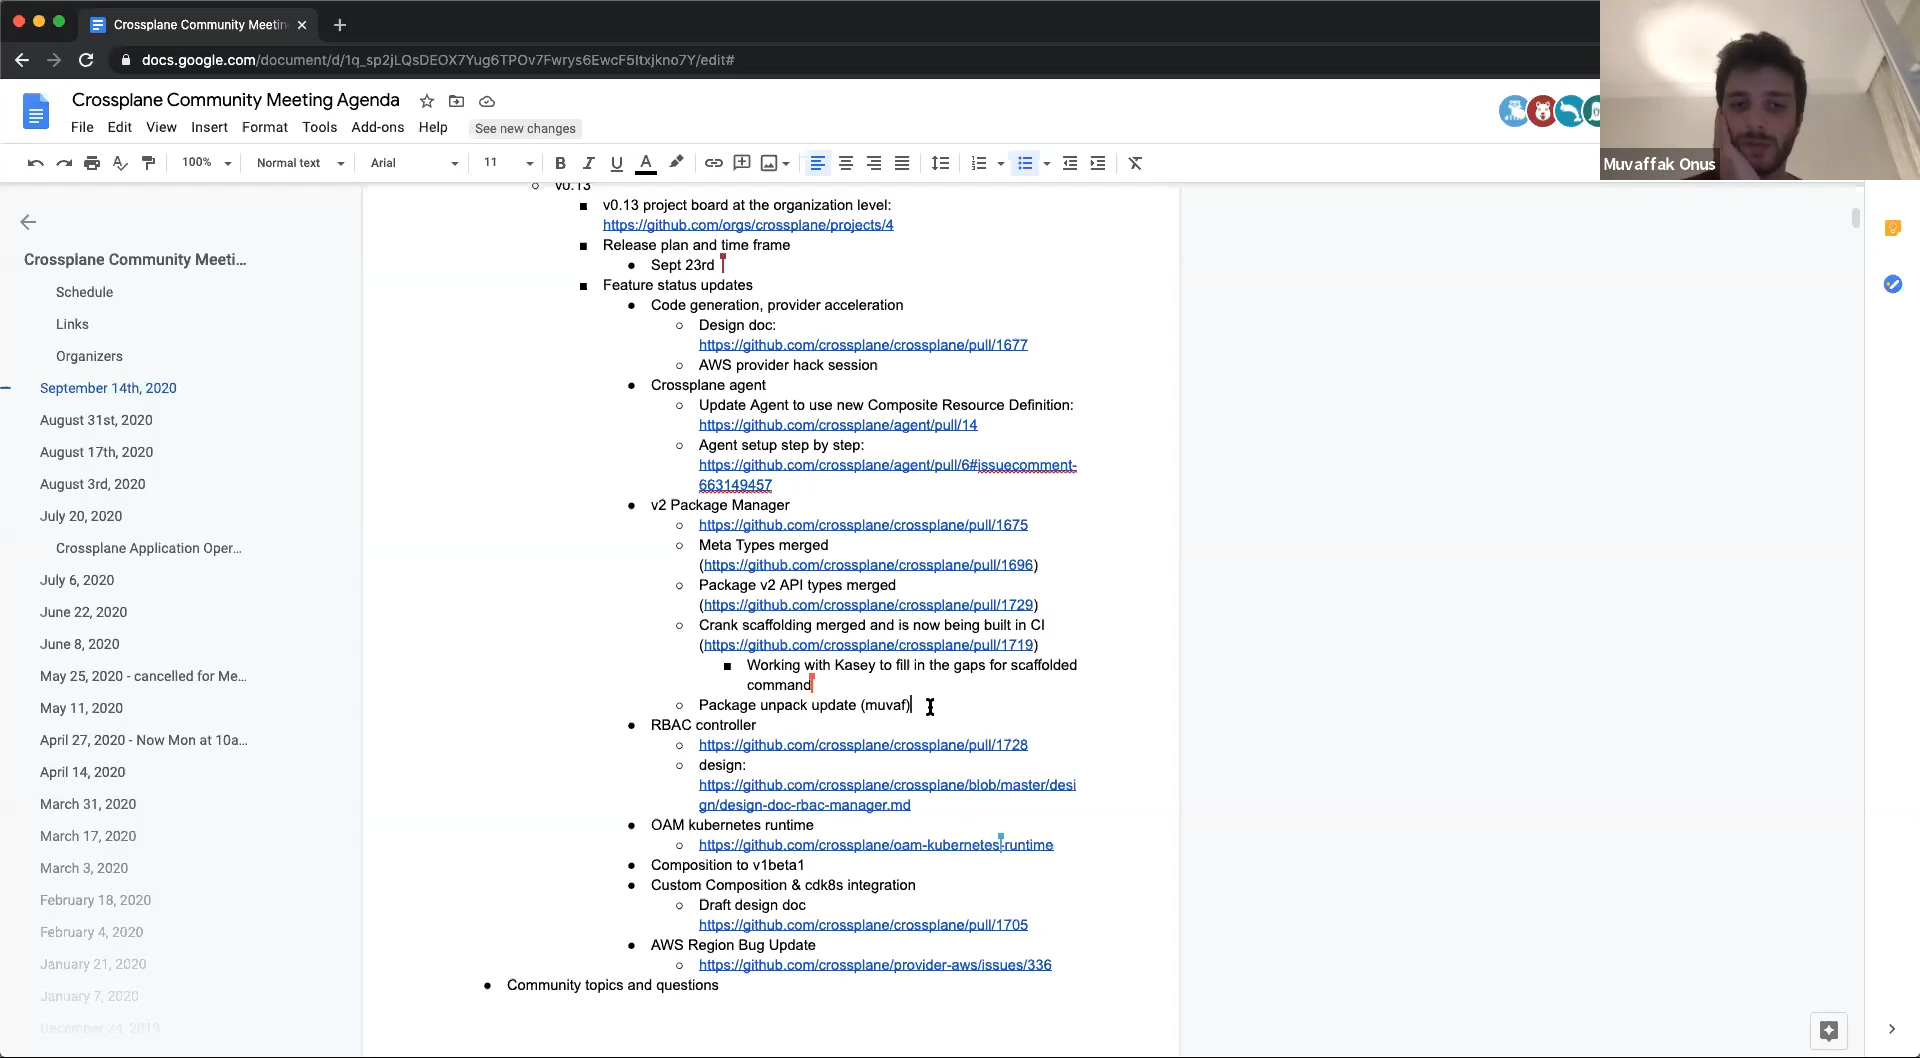 Crossplane Community Meetin
docs.google.com/document/d/1q_sp2jLQsDEOX7Yug6TPOv7Fwrys6EwcF5Itxjkno7Y/edit#
Crossplane Community Meeting Agenda
File Edit View Insert Format Tools Add-ons Help See new changes
100% Normal text Arial 11 B I U A
Muvaffak Onus
Crossplane Community Meeti...
Schedule
Links
Organizers
September 14th, 2020
August 31st, 2020
August 17th, 2020
August 3rd, 2020
July 20, 2020
Crossplane Application Oper...
July 6, 2020
June 22, 2020
June 8, 2020
May 25, 2020 - cancelled for Me...
May 11, 2020
April 27, 2020 - Now Mon at 10a...
April 14, 2020
March 31, 2020
March 17, 2020
March 3, 2020
February 18, 2020
February 4, 2020
January 21, 2020
January 7, 2020
December 24, 2019
v0.13
v0.13 project board at the organization level:
https://github.com/orgs/crossplane/projects/4
Release plan and time frame
Sept 23rd
Feature status updates
Code generation, provider acceleration
Design doc:
https://github.com/crossplane/crossplane/pull/1677
AWS provider hack session
Crossplane agent
Update Agent to use new Composite Resource Definition:
https://github.com/crossplane/agent/pull/14
Agent setup step by step:
https://github.com/crossplane/agent/pull/6#issuecomment-
663149457
v2 Package Manager
https://github.com/crossplane/crossplane/pull/1675
Meta Types merged
(https://github.com/crossplane/crossplane/pull/1696)
Package v2 API types merged
(https://github.com/crossplane/crossplane/pull/1729)
Crank scaffolding merged and is now being built in CI
(https://github.com/crossplane/crossplane/pull/1719)
Working with Kasey to fill in the gaps for scaffolded
command
Package unpack update (muvaf)
RBAC controller
https://github.com/crossplane/crossplane/pull/1728
design:
https://github.com/crossplane/crossplane/blob/master/desi
gn/design-doc-rbac-manager.md
OAM kubernetes runtime
https://github.com/crossplane/oam-kubernetes-runtime
Composition to v1beta1
Custom Composition & cdk8s integration
Draft design doc
https://github.com/crossplane/crossplane/pull/1705
AWS Region Bug Update
https://github.com/crossplane/provider-aws/issues/336
Community topics and questions